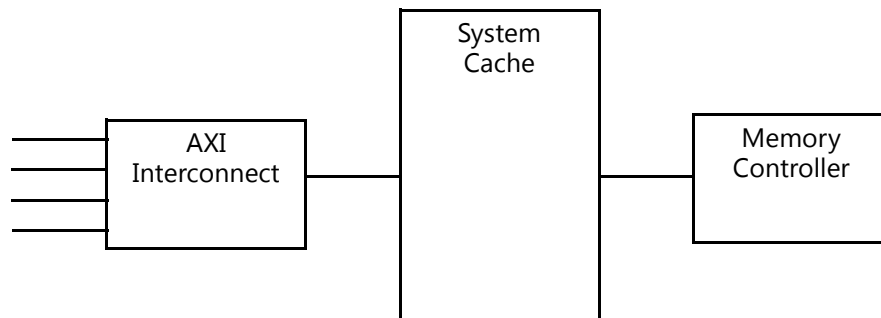 System
Cache
AXI
Interconnect
Memory
Controller